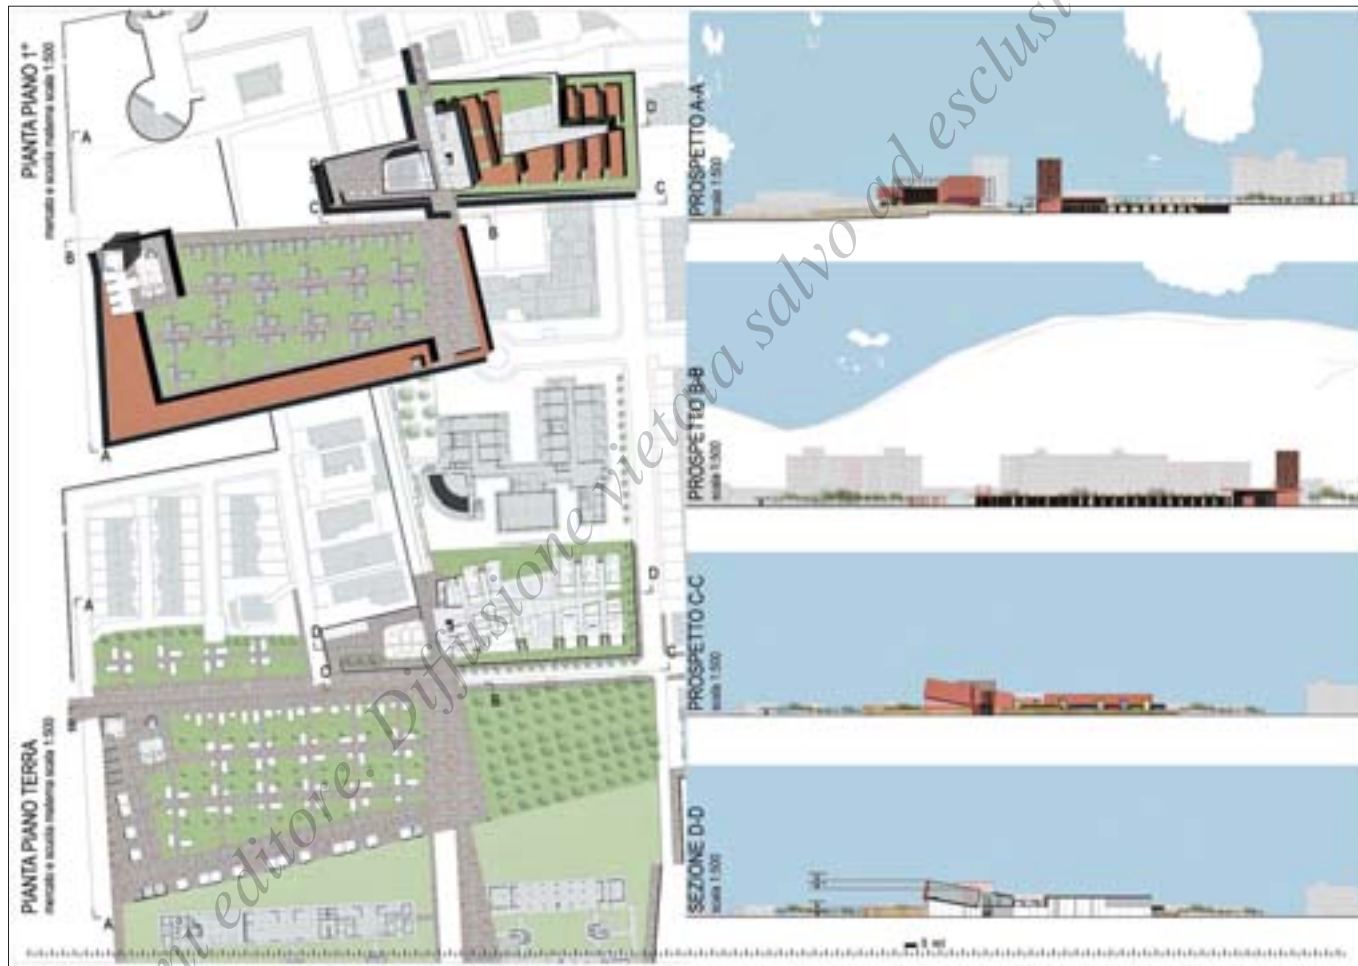 PIANTA PIANO 1°
mercato e scuola materna scala 1:500
A
D
C
C
B
B
A
PIANTA PIANO TERRA
mercato e scuola materna scala 1:500
A
D
D
C
B
B
A
PROSPETTO A-A
scala 1:500
PROSPETTO B-B
scala 1:500
PROSPETTO C-C
scala 1:500
SEZIONE D-D
scala 1:500
editore. Diffusione vietata salvo ad esclusi